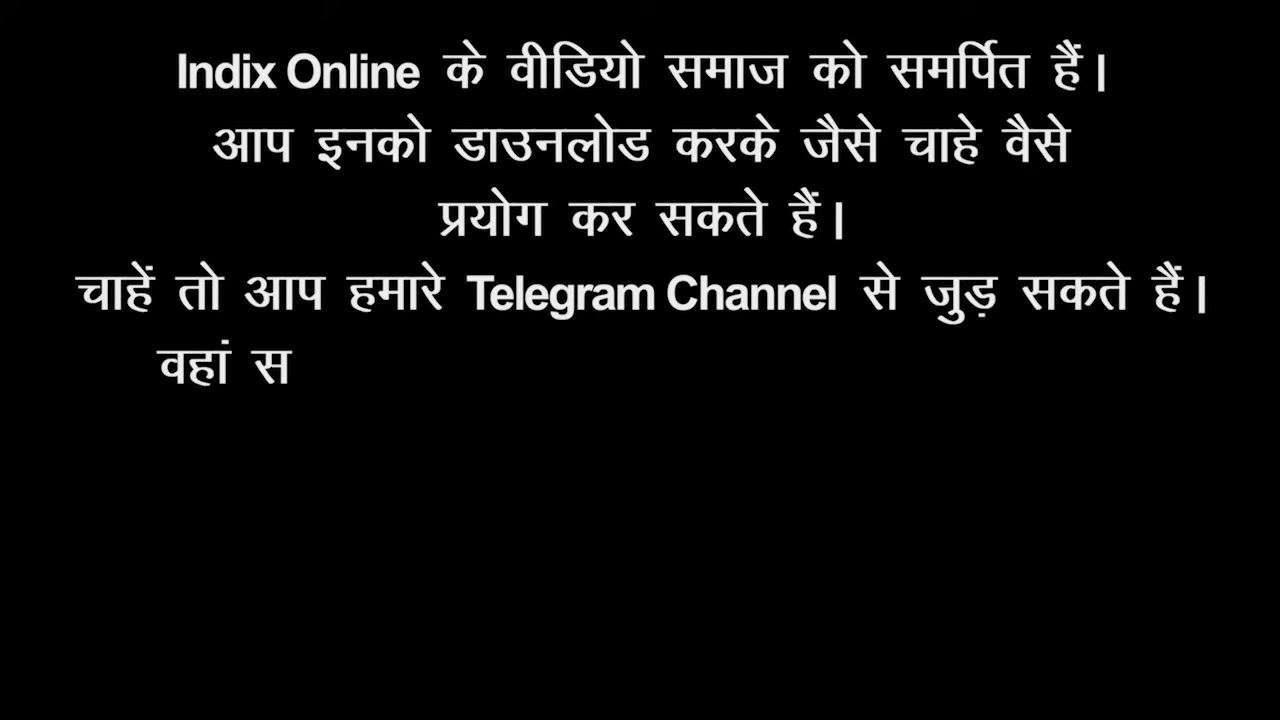 Indix Online के वीडियो समाज को समर्पित हैं।
आप इनको डाउनलोड करके जैसे चाहे वैसे
प्रयोग कर सकते हैं।
चाहें तो आप हमारे Telegram Channel से जुड़ सकते हैं।
वहां स